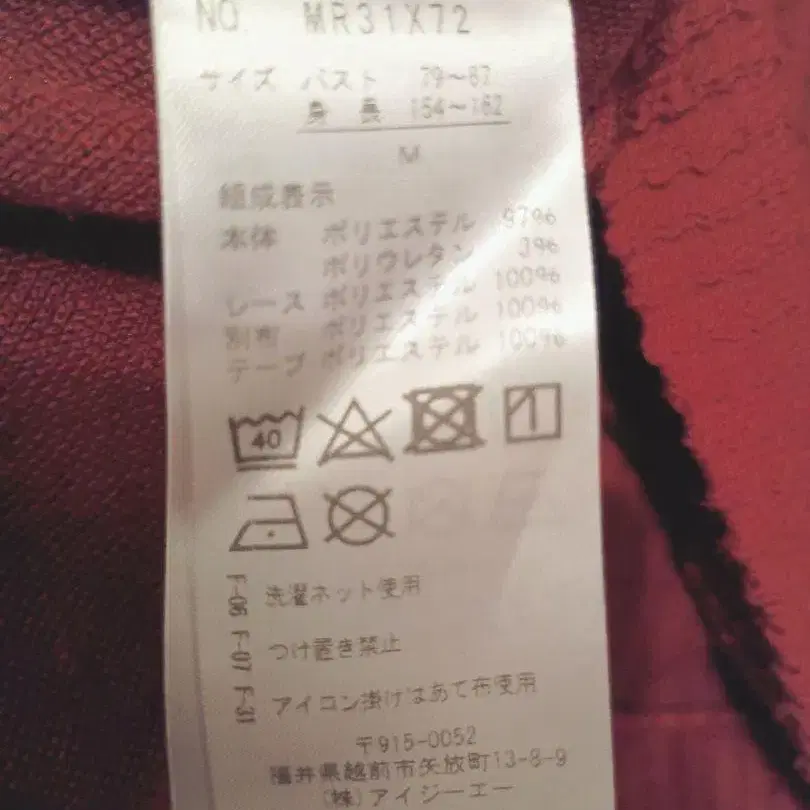 NO. MR31X72
サイズ バスト 79~87
身長 154~162
M
組成表示
本体 ポリエステル 97%
ポリウレタン 3%
レース ポリエステル 100%
別布 ポリエステル 100%
テープ ポリエステル 100%
40
F-06 洗濯ネット使用
F-07 つけ置き禁止
F-31 アイロン掛けはあて布使用
〒915-0052
福井県越前市矢放町13-8-9
(株)アイジーエー